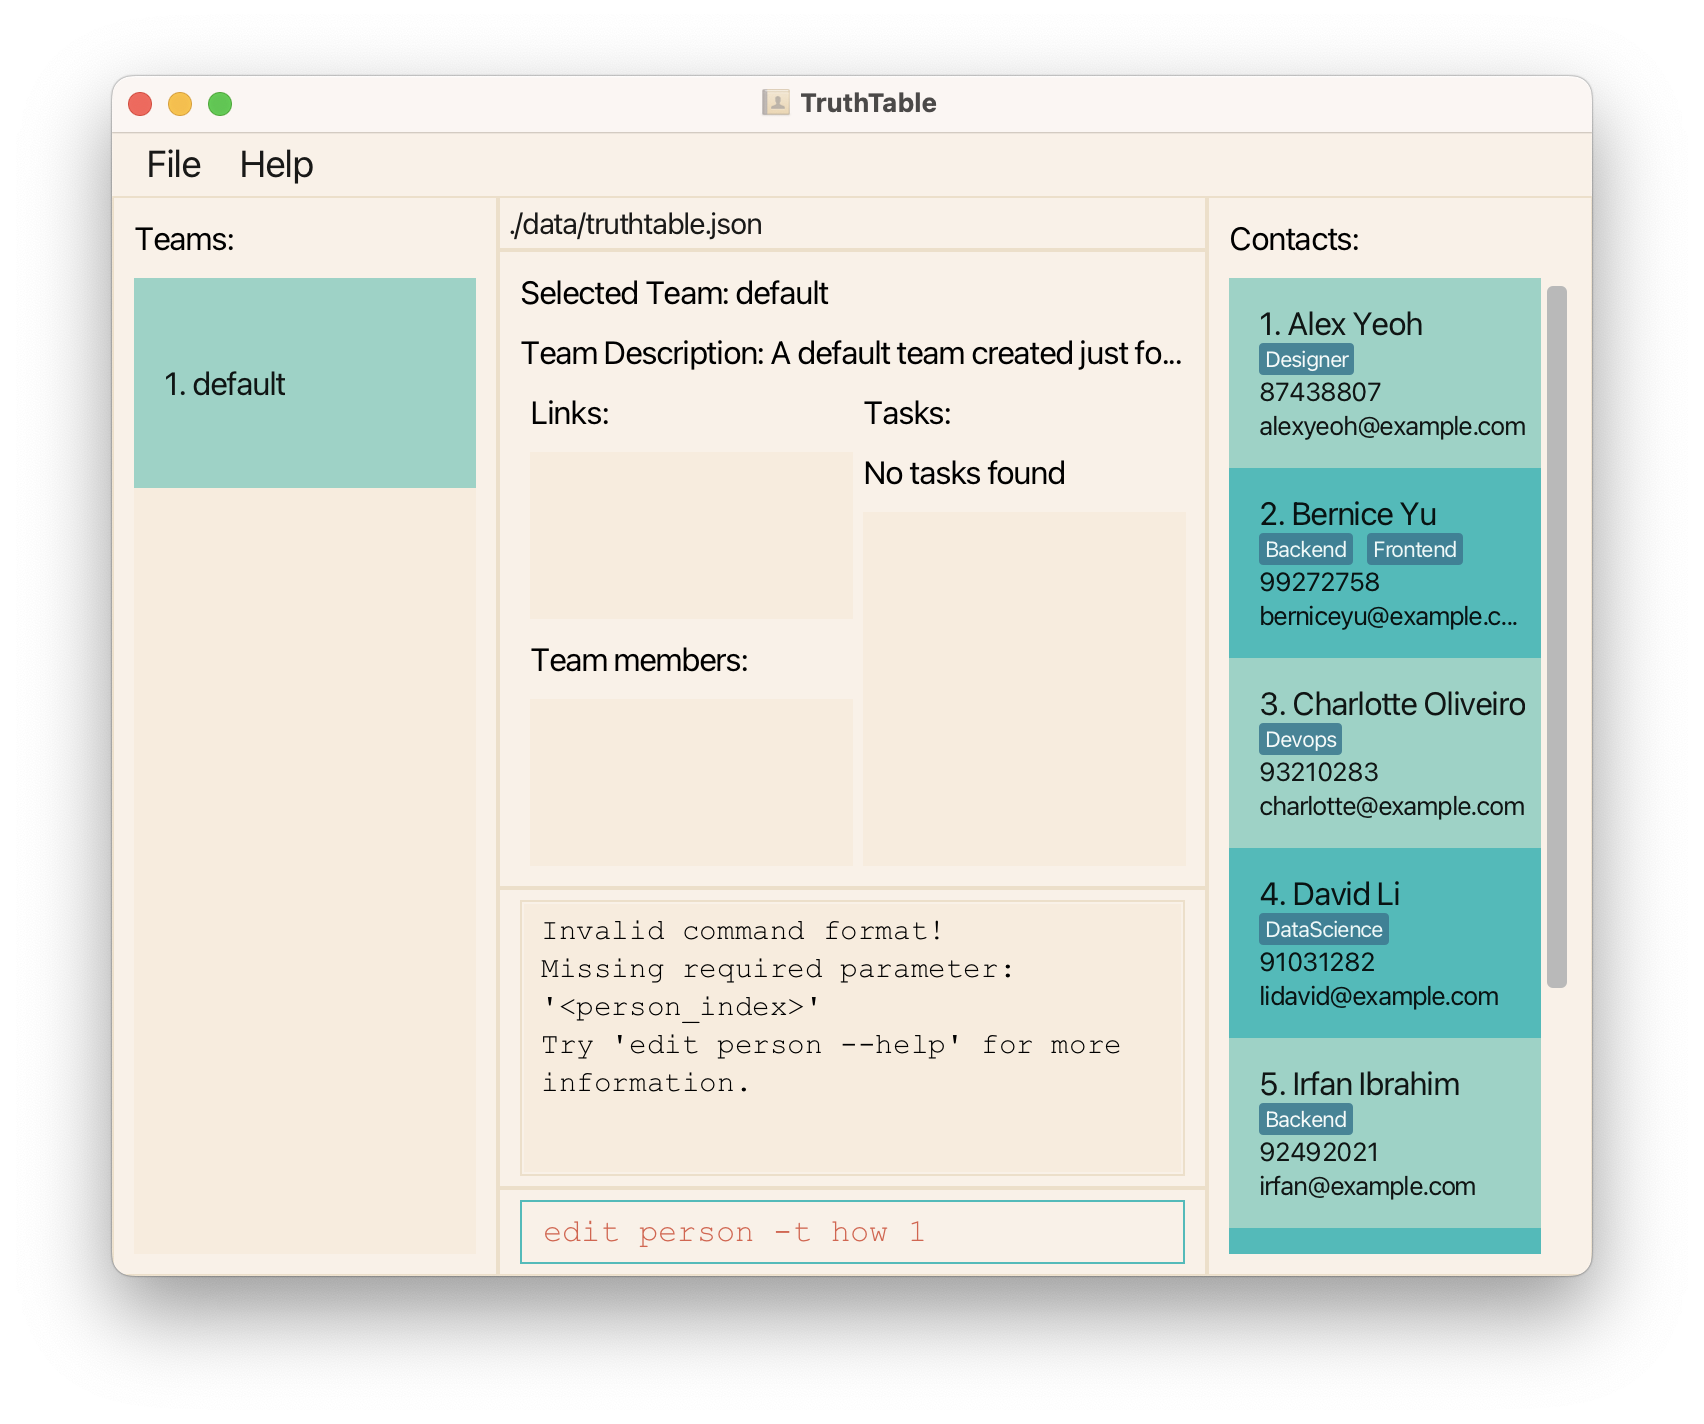 TruthTable
File Help
Teams:
1. default
./data/truthtable.json
Selected Team: default
Team Description: A default team created just fo...
Links:
Tasks:
No tasks found
Team members:
Invalid command format!
Missing required parameter:
'<person_index>'
Try 'edit person --help' for more
information.
edit person -t how 1
Contacts:
1. Alex Yeoh
Designer
87438807
alexyeoh@example.com
2. Bernice Yu
Backend Frontend
99272758
berniceyu@example.c...
3. Charlotte Oliveiro
Devops
93210283
charlotte@example.com
4. David Li
DataScience
91031282
lidavid@example.com
5. Irfan Ibrahim
Backend
92492021
irfan@example.com